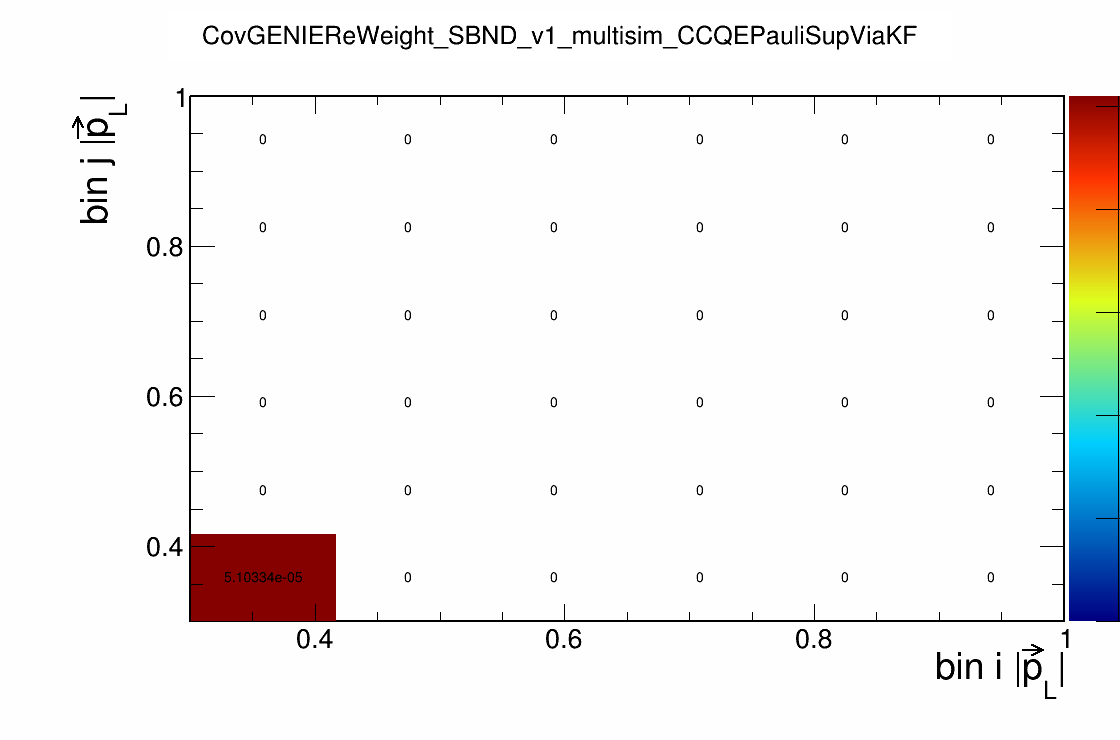 CovGENIEReWeight_SBND_v1_multisim_CCQEPauliSupViaKF
bin j |p_L|
1
0 0 0 0 0 0
0 0 0 0 0 0
0.8
0 0 0 0 0 0
0 0 0 0 0 0
0.6
0 0 0 0 0 0
0.4
5.10334e-05 0 0 0 0 0
0.4 0.6 0.8 1
bin i |p_L|